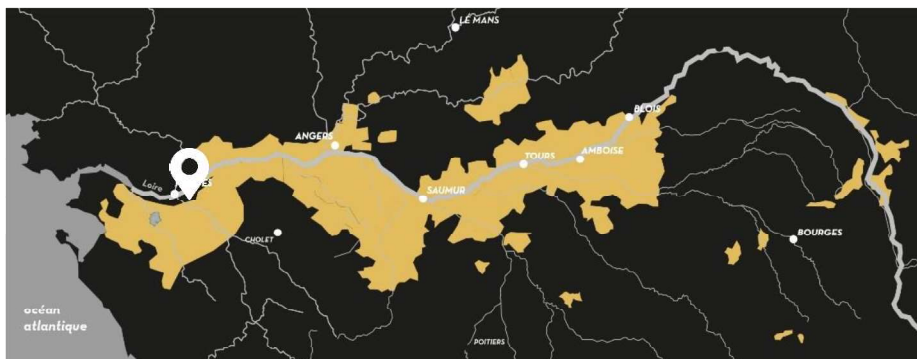 LE MANS
BLOIS
ANGERS
TOURS
AMBOISE
Loire
SAUMUR
CHOLET
BOURGES
océan
atlantique
POITIERS